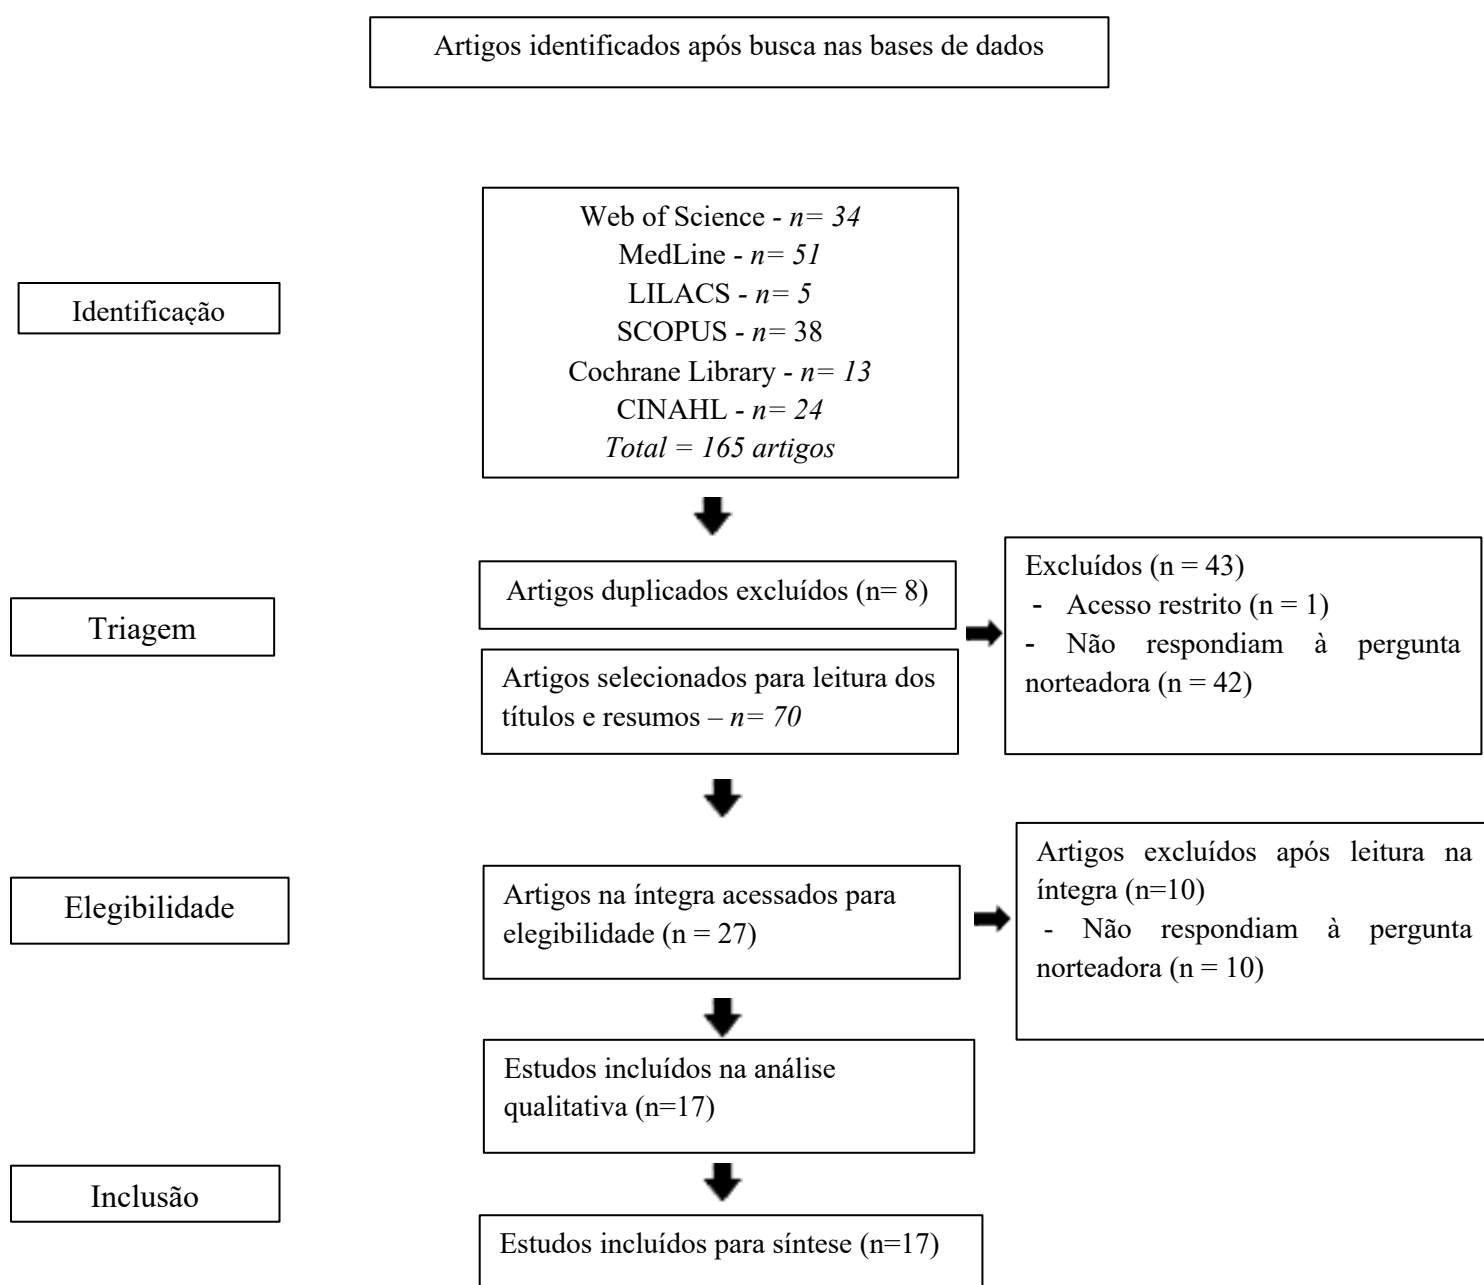 Artigos identificados após busca nas bases de dados
Web of Science - n= 34
MedLine - n= 51
LILACS - n= 5
SCOPUS - n= 38
Cochrane Library - n= 13
CINAHL - n= 24
Total = 165 artigos
Identificação
Triagem
Artigos duplicados excluídos (n= 8)
Artigos selecionados para leitura dos
títulos e resumos – n= 70
Excluídos (n = 43)
- Acesso restrito (n = 1)
- Não respondiam à pergunta
norteadora (n = 42)
Elegibilidade
Artigos na íntegra acessados para
elegibilidade (n = 27)
Artigos excluídos após leitura na
íntegra (n=10)
- Não respondiam à pergunta
norteadora (n = 10)
Estudos incluídos na análise
qualitativa (n=17)
Inclusão
Estudos incluídos para síntese (n=17)